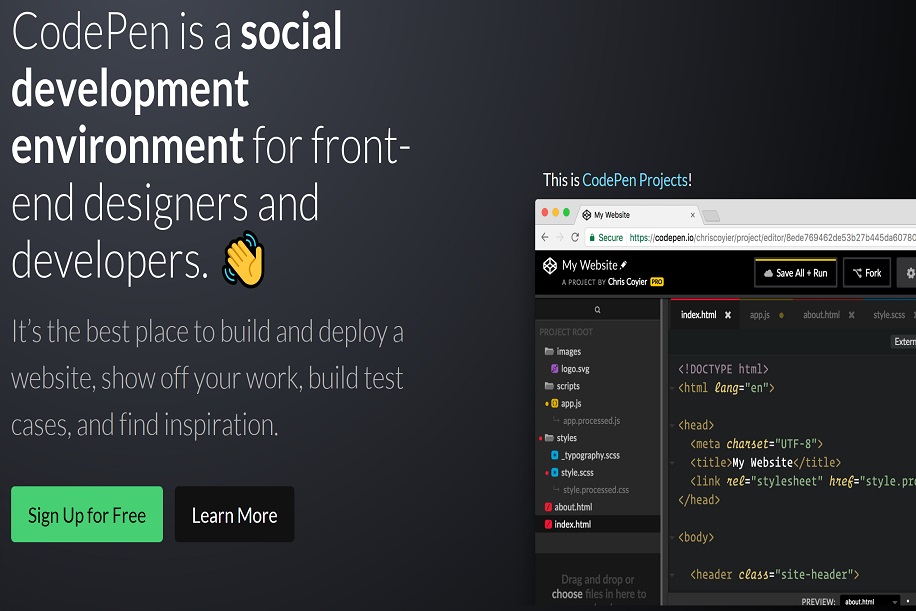 CodePen is a social
development
environment for front-
end designers and
developers.
It's the best place to build and deploy a
website, show off your work, build test
cases, and find inspiration.
Sign Up for Free
Learn More
This is CodePen Projects!
My Website x
Secure https://codepen.io/chriscoyier/project/editor/8ede769462de53b27b445da60780
My Website
A PROJECT BY Chris Coyier PRO
Save All + Run
Fork
PROJECT ROOT
images
logo.svg
scripts
app.js
app.processed.js
styles
_typography.scss
style.scss
style.processed.css
about.html
index.html
Drag and drop or
choose files in here to
index.html x app.js about.html x style.scss
Extern
<!DOCTYPE html>
<html lang="en">
<head>
<meta charset="UTF-8">
<title>My Website</title>
<link rel="stylesheet" href="style.pro
</head>
<body>
<header class="site-header">
PREVIEW: about.html